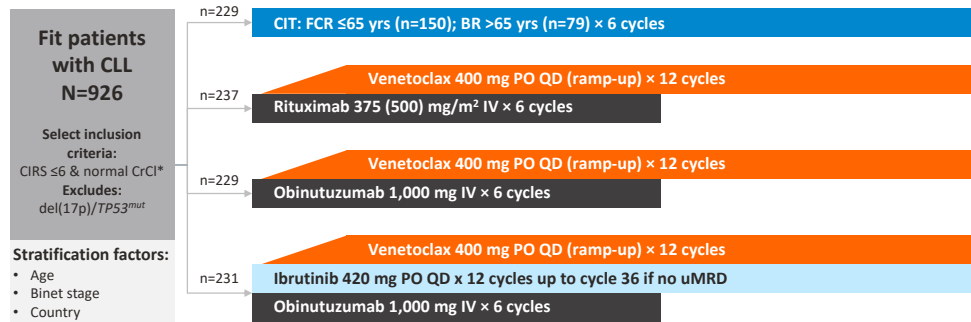 Fit patients
with CLL
N=926
Select inclusion
criteria:
CIRS ≤6 & normal CrCl*
Excludes:
del(17p)/TP53mut
Stratification factors:
• Age
• Binet stage
• Country
n=229
CIT: FCR ≤65 yrs (n=150); BR >65 yrs (n=79) × 6 cycles
n=237
Venetoclax 400 mg PO QD (ramp-up) × 12 cycles
Rituximab 375 (500) mg/m² IV × 6 cycles
n=229
Venetoclax 400 mg PO QD (ramp-up) × 12 cycles
Obinutuzumab 1,000 mg IV × 6 cycles
n=231
Venetoclax 400 mg PO QD (ramp-up) × 12 cycles
Ibrutinib 420 mg PO QD x 12 cycles up to cycle 36 if no uMRD
Obinutuzumab 1,000 mg IV × 6 cycles